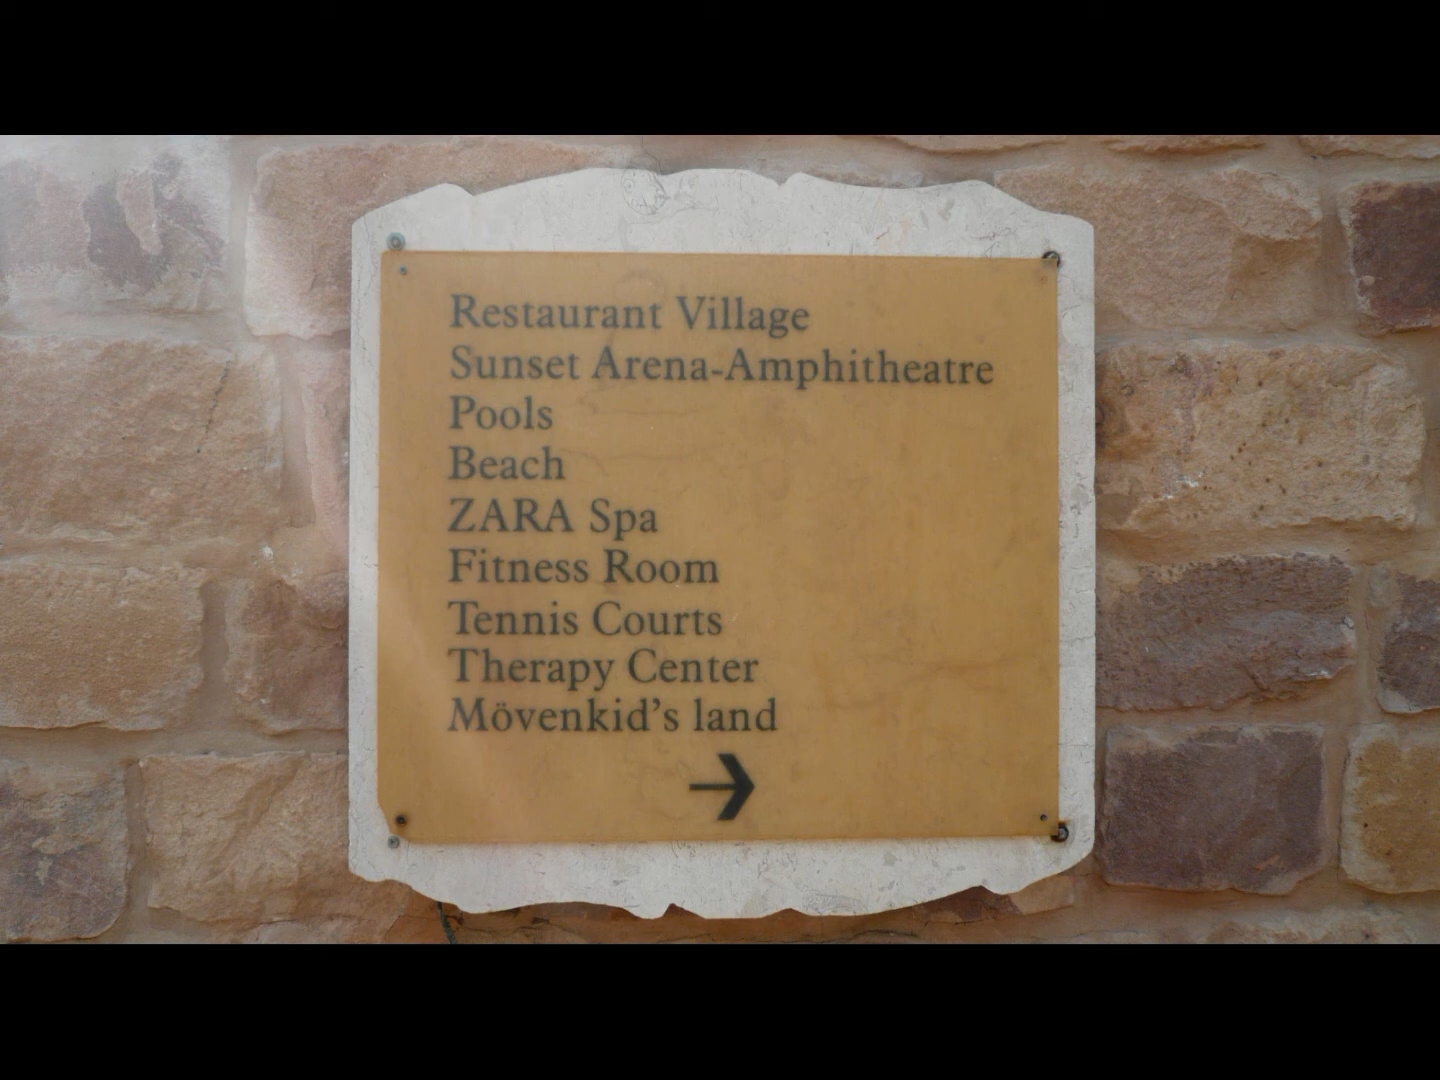 Restaurant Village
Sunset Arena-Amphitheatre
Pools
Beach
ZARA Spa
Fitness Room
Tennis Courts
Therapy Center
Mövenkid's land